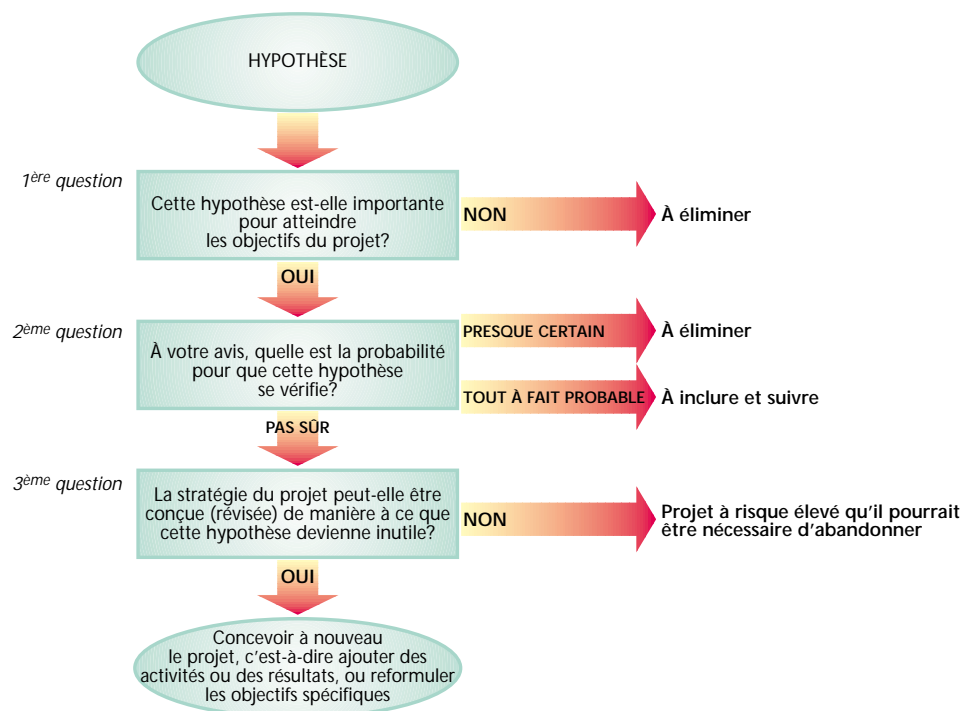 HYPOTHÈSE
1ère question
Cette hypothèse est-elle importante
pour atteindre
les objectifs du projet?
NON
À éliminer
OUI
2ème question
À votre avis, quelle est la probabilité
pour que cette hypothèse
se vérifie?
PRESQUE CERTAIN
À éliminer
TOUT À FAIT PROBABLE
À inclure et suivre
PAS SÛR
3ème question
La stratégie du projet peut-elle être
conçue (révisée) de manière à ce que
cette hypothèse devienne inutile?
NON
Projet à risque élevé qu'il pourrait
être nécessaire d'abandonner
OUI
Concevoir à nouveau
le projet, c'est-à-dire ajouter des
activités ou des résultats, ou reformuler
les objectifs spécifiques